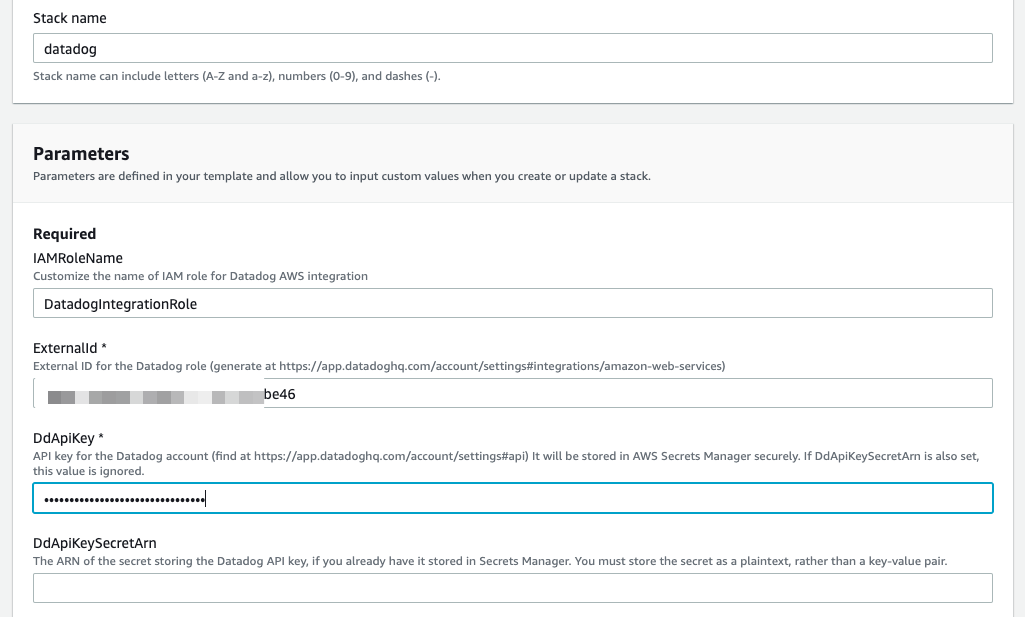 Stack name
datadog
Stack name can include letters (A-Z and a-z), numbers (0-9), and dashes (-).
Parameters
Parameters are defined in your template and allow you to input custom values when you create or update a stack.
Required
IAMRoleName
Customize the name of IAM role for Datadog AWS integration
DatadogIntegrationRole
ExternalId *
External ID for the Datadog role (generate at https://app.datadoghq.com/account/settings#integrations/amazon-web-services)
be46
DdApiKey *
API key for the Datadog account (find at https://app.datadoghq.com/account/settings#api) It will be stored in AWS Secrets Manager securely. If DdApiKeySecretArn is also set,
this value is ignored.
••••••••••••••••••••••••••••••••
DdApiKeySecretArn
The ARN of the secret storing the Datadog API key, if you already have it stored in Secrets Manager. You must store the secret as a plaintext, rather than a key-value pair.